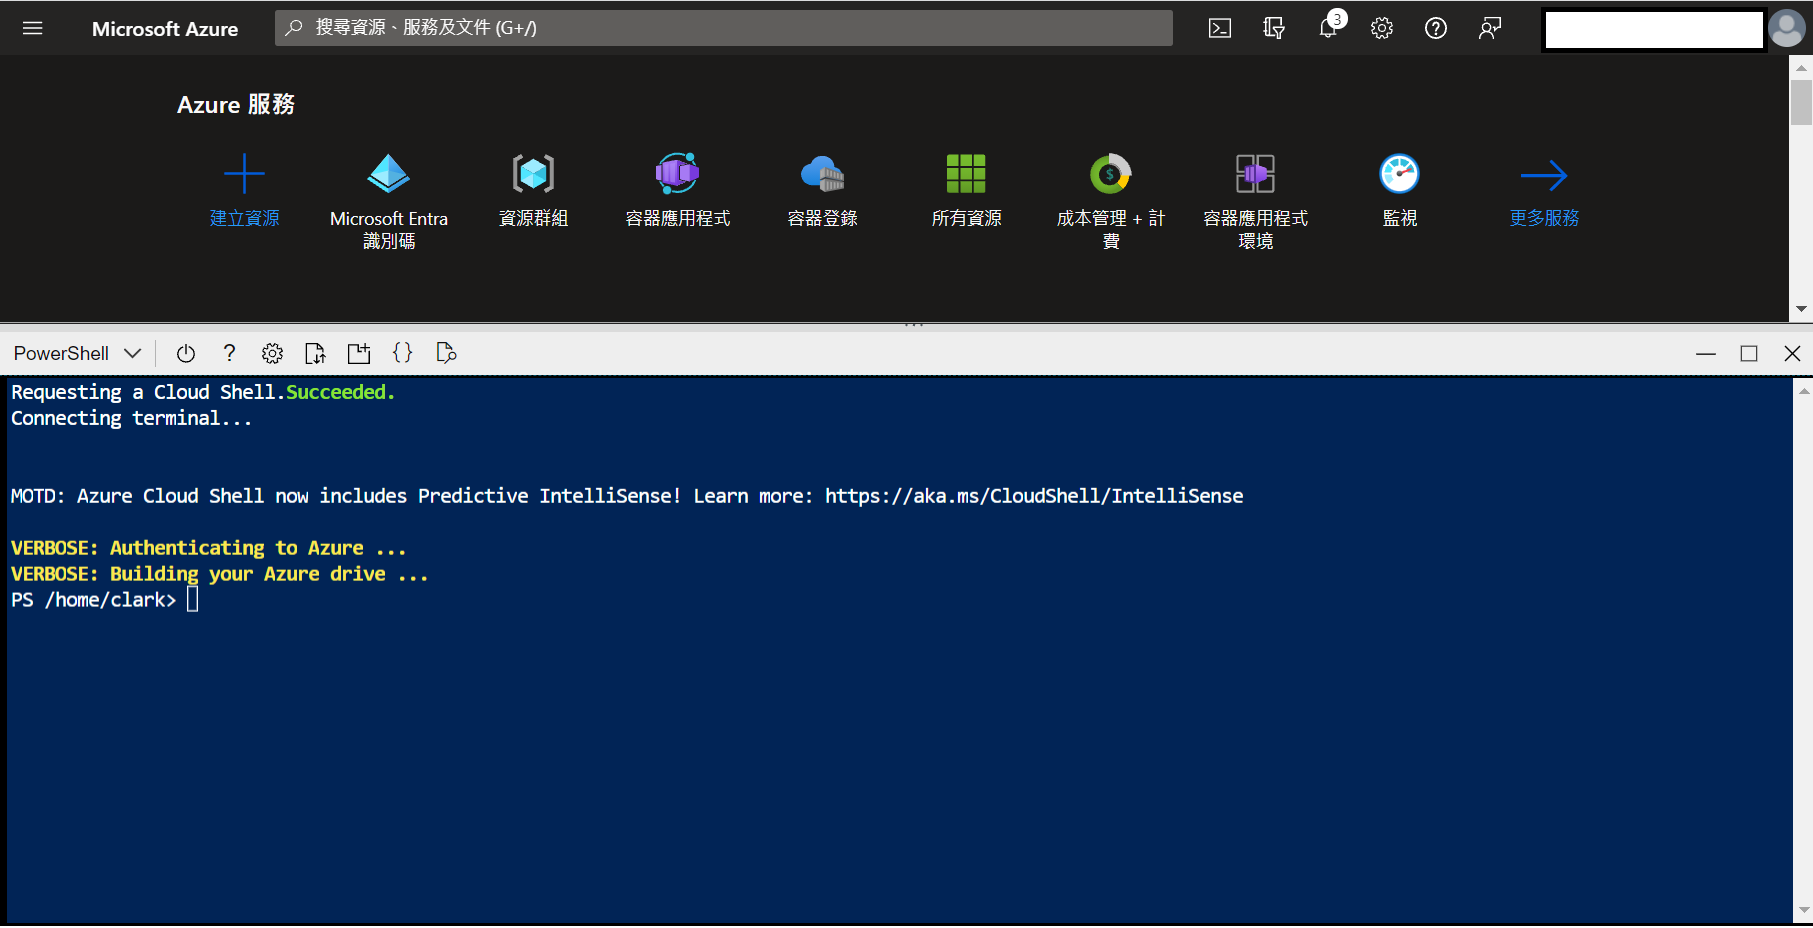 Microsoft Azure
搜尋資源、服務及文件 (G+/)
3
Azure 服務
建立資源
Microsoft Entra
識別碼
資源群組
容器應用程式
容器登錄
所有資源
成本管理 + 計
費
容器應用程式
環境
監視
更多服務
PowerShell
Requesting a Cloud Shell.Succeeded.
Connecting terminal...
MOTD: Azure Cloud Shell now includes Predictive IntelliSense! Learn more: https://aka.ms/CloudShell/IntelliSense
VERBOSE: Authenticating to Azure ...
VERBOSE: Building your Azure drive ...
PS /home/clark>